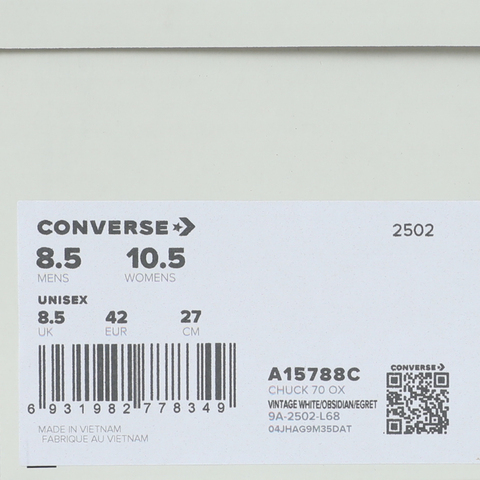 CONVERSE
2502
8.5 10.5
MENS WOMENS
UNISEX
8.5 42 27
UK EUR CM
6 931982 778349
MADE IN VIETNAM
FABRIQUE AU VIETNAM
A15788C
CHUCK 70 OX
VINTAGE WHITE/OBSIDIAN/EGRET
9A-2502-L68
04JHAG9M35DAT
CONVERSE